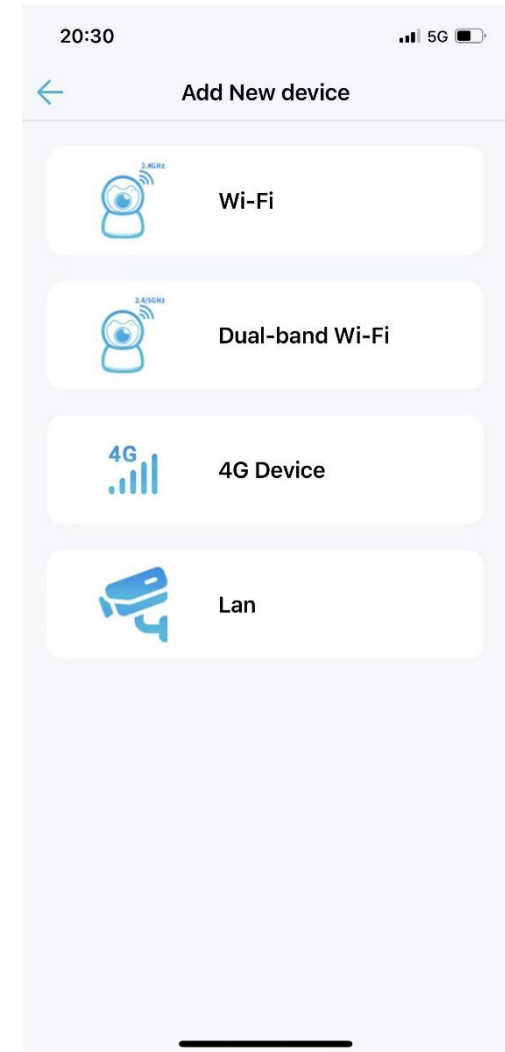 20:30 5G
Add New device
2.4GHz
Wi-Fi
2.4/5GHz
Dual-band Wi-Fi
4G
4G Device
Lan